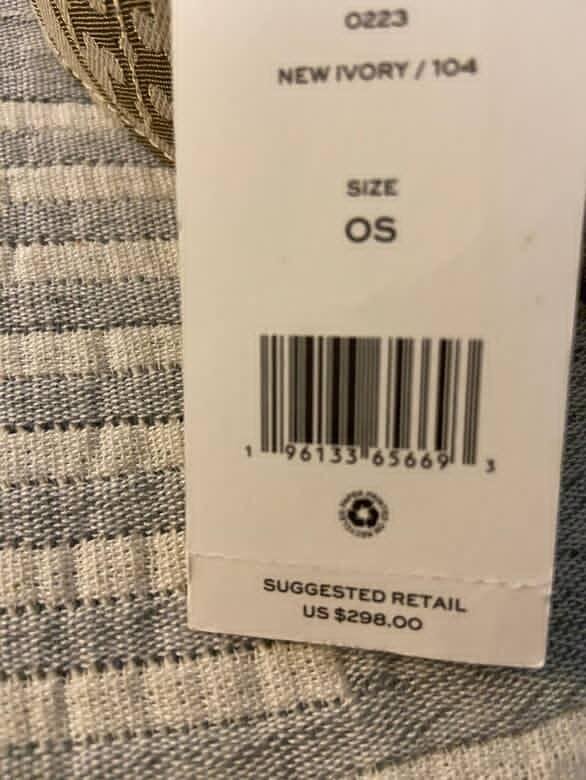 0223
NEW IVORY / 104
SIZE
OS
1 96133 65669 3
SUGGESTED RETAIL
US $298.00